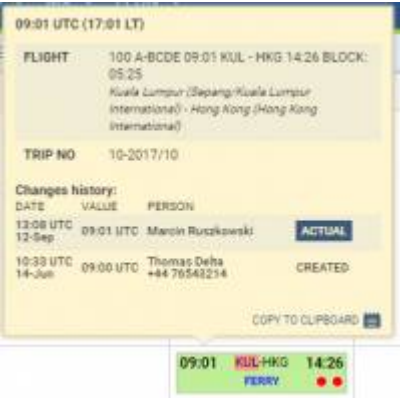 09:01 UTC (17:01 LT)
FLIGHT 100 A-BCDE 09:01 KUL - HKG 14:26 BLOCK:
05:25
Kuala Lumpur (Sepang/Kuala Lumpur
International) - Hong Kong (Hong Kong
International)
TRIP NO 10-2017/10
Changes history:
DATE VALUE PERSON
13:08 UTC 09:01 UTC Marcin Ruszkowski ACTUAL
12-Sep
10:33 UTC 09:00 UTC Thomas Delta CREATED
14-Jun +44 76543214
COPY TO CLIPBOARD
09:01 KUL-HKG 14:26
FERRY